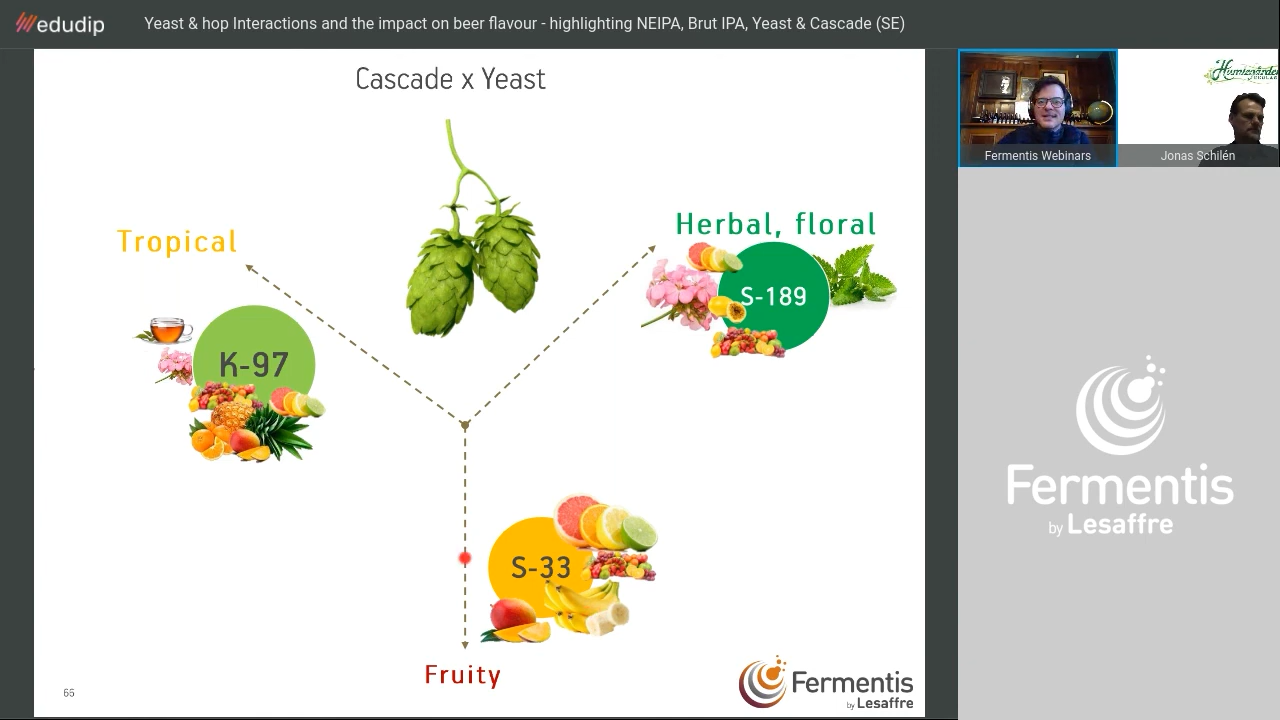 edudip
Yeast & hop Interactions and the impact on beer flavour - highlighting NEIPA, Brut IPA, Yeast & Cascade (SE)
Cascade x Yeast
Tropical
Herbal, floral
S-189
K-97
S-33
Fruity
65
Fermentis
by Lesaffre
Fermentis Webinars
Jonas Schilén
Fermentis
by Lesaffre